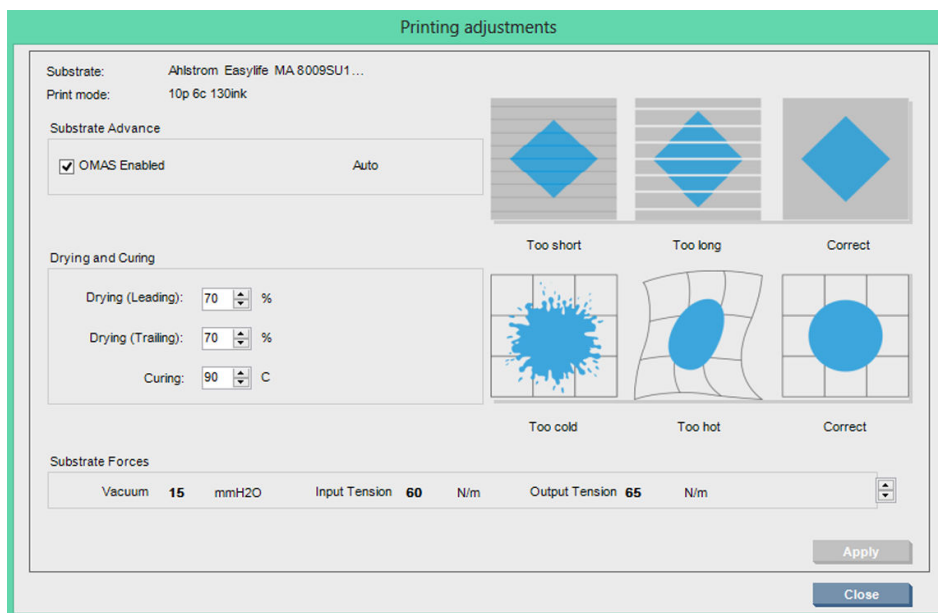 Printing adjustments
Substrate: Ahlstrom Easylife MA 8009SU1...
Print mode: 10p 6c 130ink
Substrate Advance
OMAS Enabled Auto
Too short Too long Correct
Drying and Curing
Drying (Leading): 70 %
Drying (Trailing): 70 %
Curing: 90 C
Too cold Too hot Correct
Substrate Forces
Vacuum 15 mmH2O Input Tension 60 N/m Output Tension 65 N/m
Apply
Close